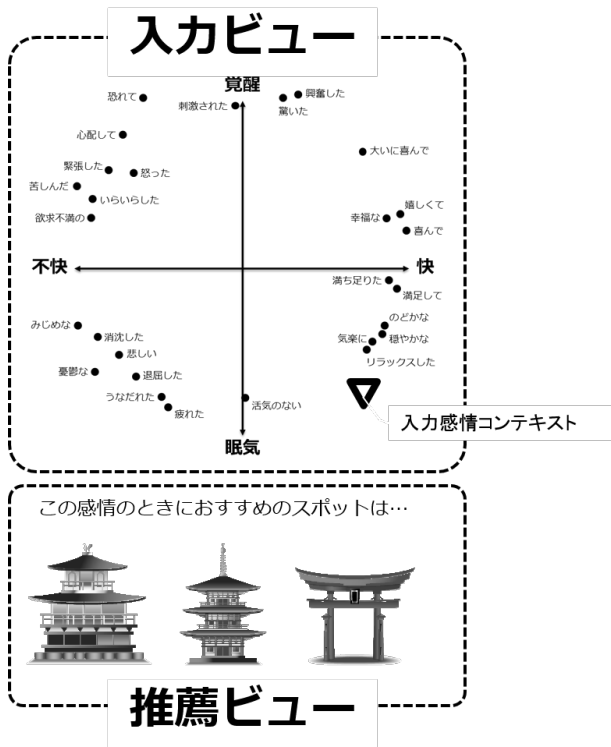 入力ビュー
覚醒
恐れて
刺激された
興奮した
驚いた
心配して
大いに喜んで
緊張した
怒った
苦しんだ
いらいらした
嬉しくて
欲求不満の
幸福な
喜んで
不快
快
満ち足りた
満足して
みじめな
のどかな
消沈した
気楽に
穏やかな
悲しい
リラックスした
憂鬱な
退屈した
うなだれた
活気のない
疲れた
入力感情コンテキスト
眠気
この感情のときにおすすめのスポットは…
推薦ビュー